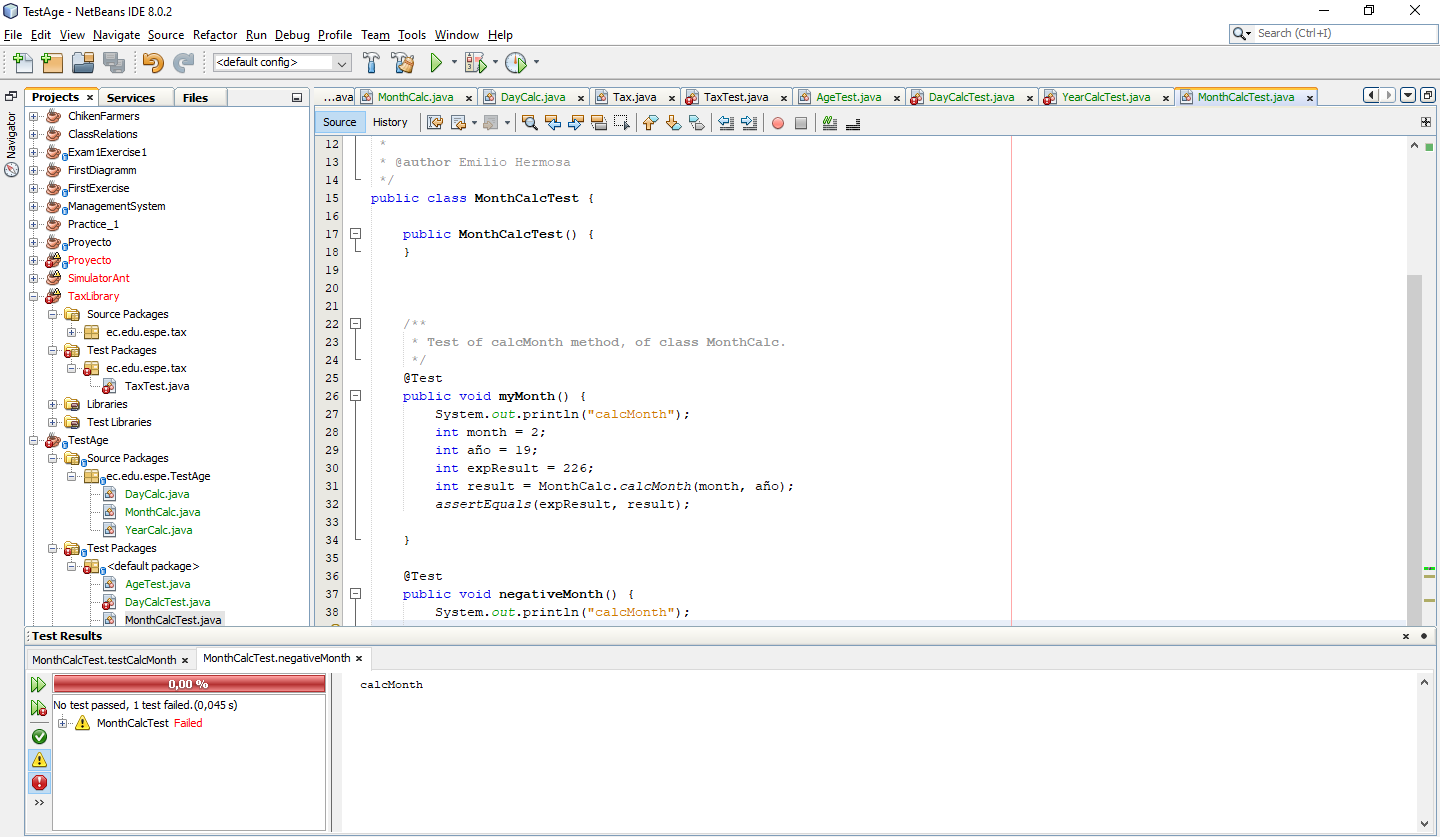 TestAge - NetBeans IDE 8.0.2
File Edit View Navigate Source Refactor Run Debug Profile Team Tools Window Help
Search (Ctrl+I)
<default config>
Projects Services Files
Navigator
ChikenFarmers
ClassRelations
Exam1Exercise1
FirstDiagramm
FirstExercise
ManagementSystem
Practice_1
Proyecto
Proyecto
SimulatorAnt
TaxLibrary
Source Packages
ec.edu.espe.tax
Test Packages
ec.edu.espe.tax
TaxTest.java
Libraries
Test Libraries
TestAge
Source Packages
ec.edu.espe.TestAge
DayCalc.java
MonthCalc.java
YearCalc.java
Test Packages
<default package>
AgeTest.java
DayCalcTest.java
MonthCalcTest.java
...ava MonthCalc.java DayCalc.java Tax.java TaxTest.java AgeTest.java DayCalcTest.java YearCalcTest.java MonthCalcTest.java
Source History
12 *
13 * @author Emilio Hermosa
14 */
15 public class MonthCalcTest {
16
17 public MonthCalcTest() {
18 }
19
20
21
22 /**
23 * Test of calcMonth method, of class MonthCalc.
24 */
25 @Test
26 public void myMonth() {
27 System.out.println("calcMonth");
28 int month = 2;
29 int año = 19;
30 int expResult = 226;
31 int result = MonthCalc.calcMonth(month, año);
32 assertEquals(expResult, result);
33
34 }
35
36 @Test
37 public void negativeMonth() {
38 System.out.println("calcMonth");
Test Results
MonthCalcTest.testCalcMonth MonthCalcTest.negativeMonth
0,00 %
No test passed, 1 test failed.(0,045 s)
MonthCalcTest Failed
calcMonth